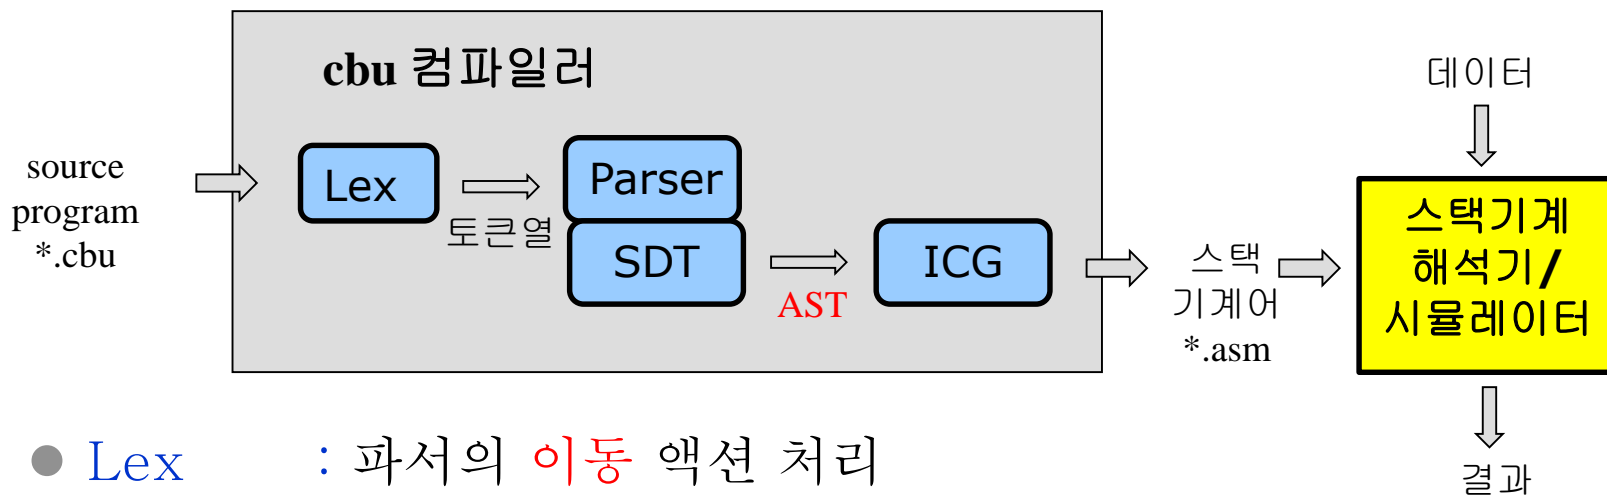 cbu 컴파일러
source
program
*.cbu
Lex
토큰열
Parser
SDT
AST
ICG
스택
기계어
*.asm
데이터
스택기계
해석기/
시뮬레이터
결과
● Lex : 파서의 이동 액션 처리